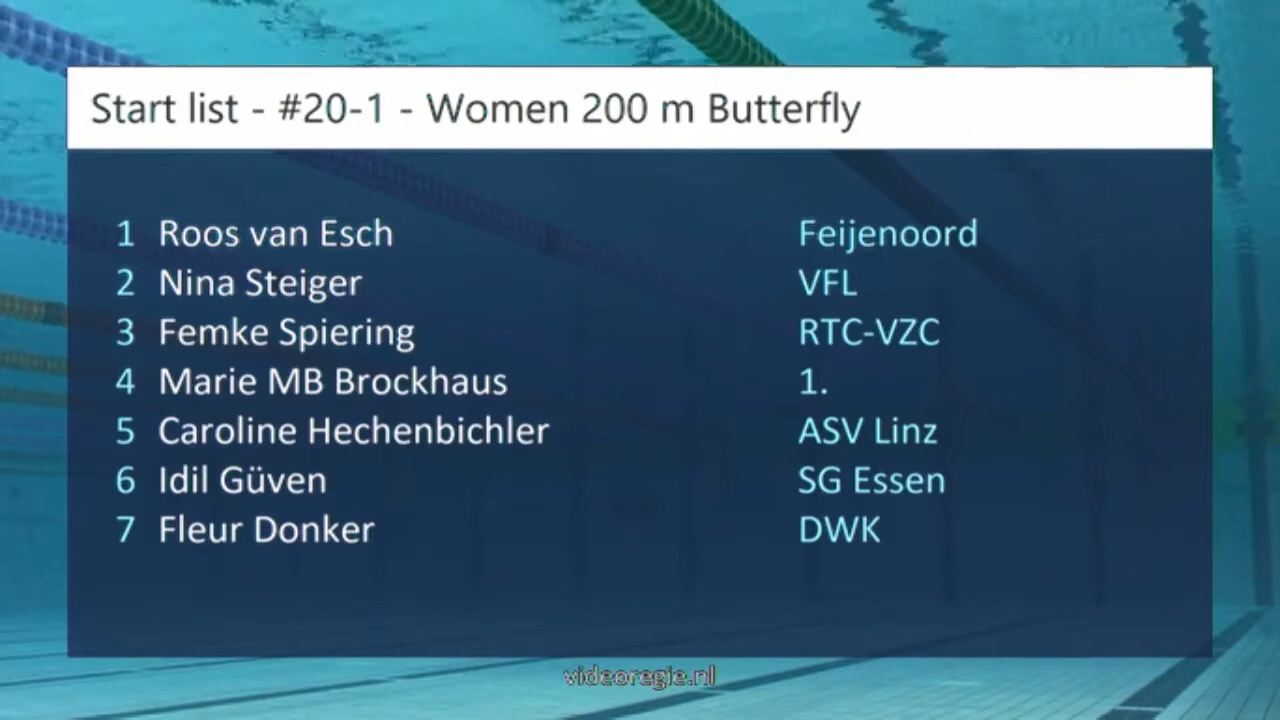 Start list - #20-1 - Women 200 m Butterfly
1 Roos van Esch Feijenoord
2 Nina Steiger VFL
3 Femke Spiering RTC-VZC
4 Marie MB Brockhaus 1.
5 Caroline Hechenbichler ASV Linz
6 Idil Güven SG Essen
7 Fleur Donker DWK
videoregie.nl